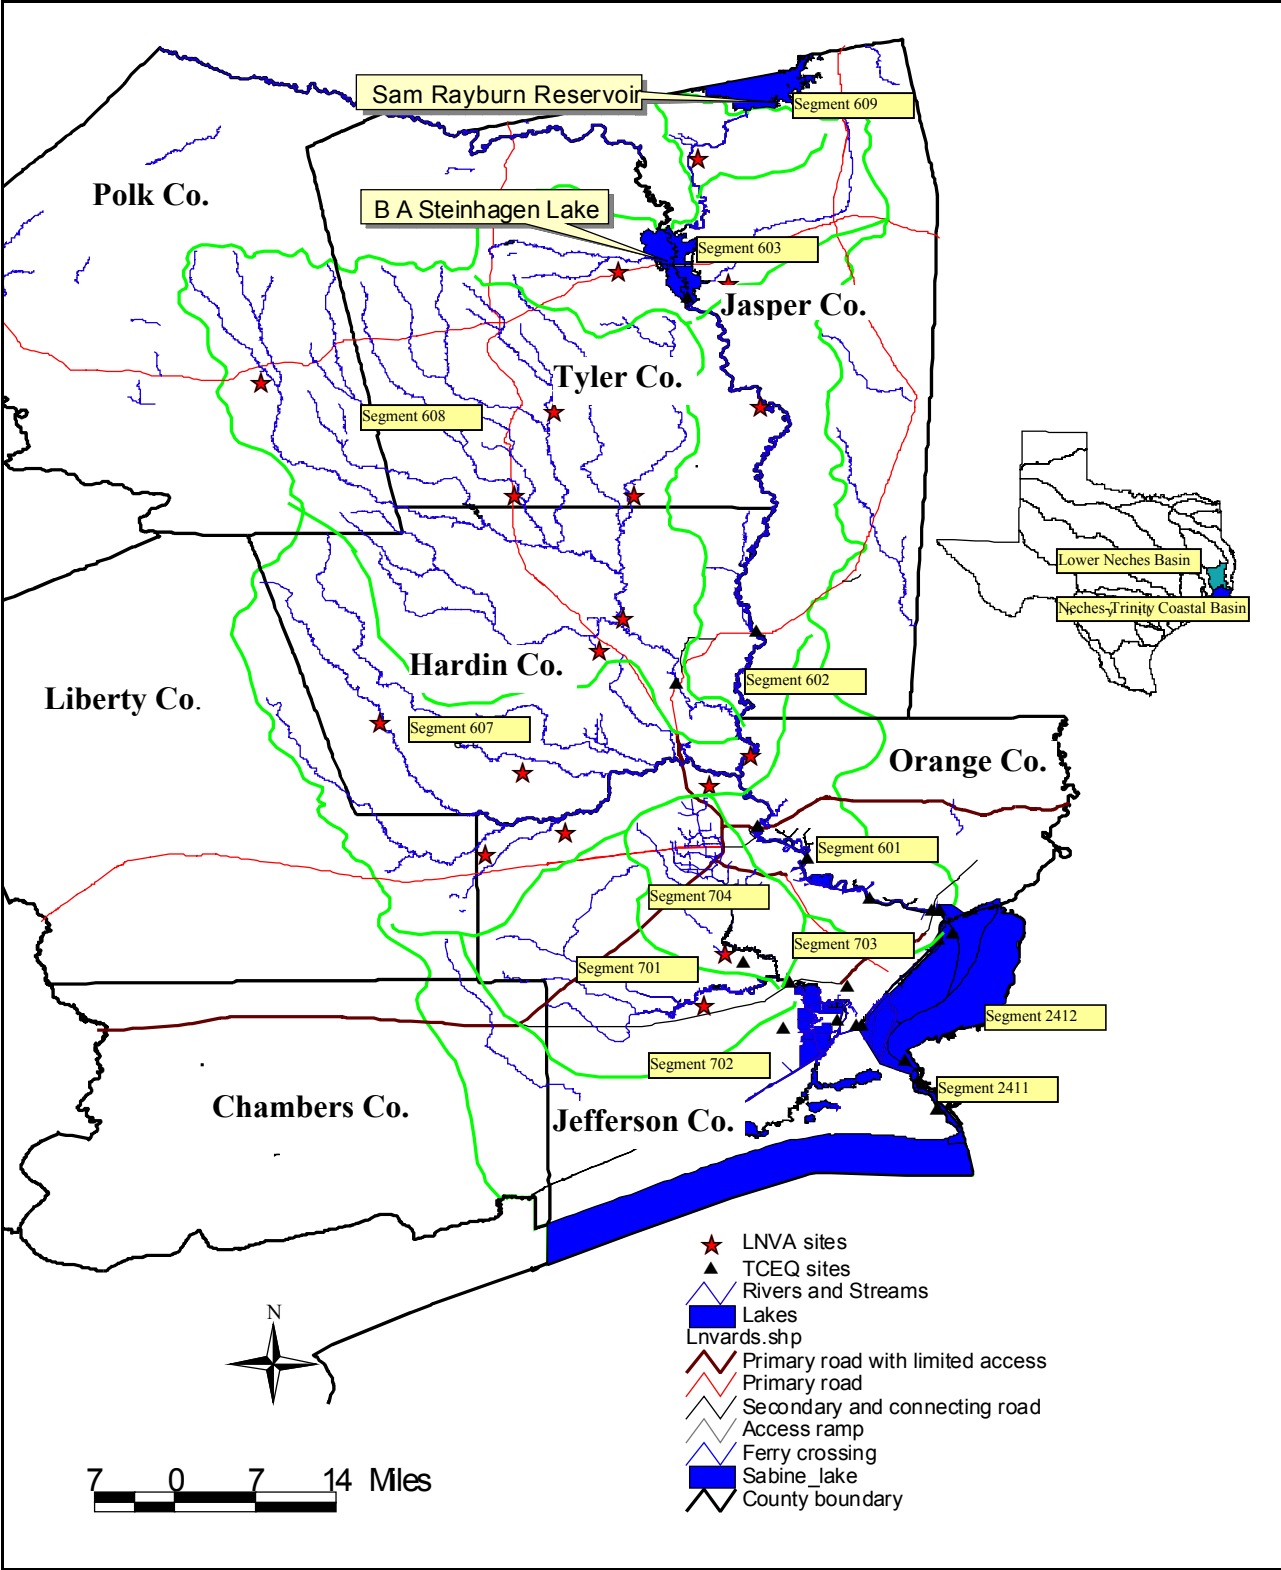 Sam Rayburn Reservoir
Segment 609
Polk Co.
B A Steinhagen Lake
Segment 603
Jasper Co.
Tyler Co.
Segment 608
Lower Neches Basin
Neches-Trinity Coastal Basin
Hardin Co.
Segment 602
Liberty Co.
Segment 607
Orange Co.
Segment 601
Segment 704
Segment 703
Segment 701
Segment 2412
Segment 702
Segment 2411
Chambers Co.
Jefferson Co.
LNVA sites
TCEQ sites
Rivers and Streams
Lakes
Lnvards.shp
Primary road with limited access
Primary road
Secondary and connecting road
Access ramp
Ferry crossing
Sabine_lake
County boundary
N
7 0 7 14 Miles